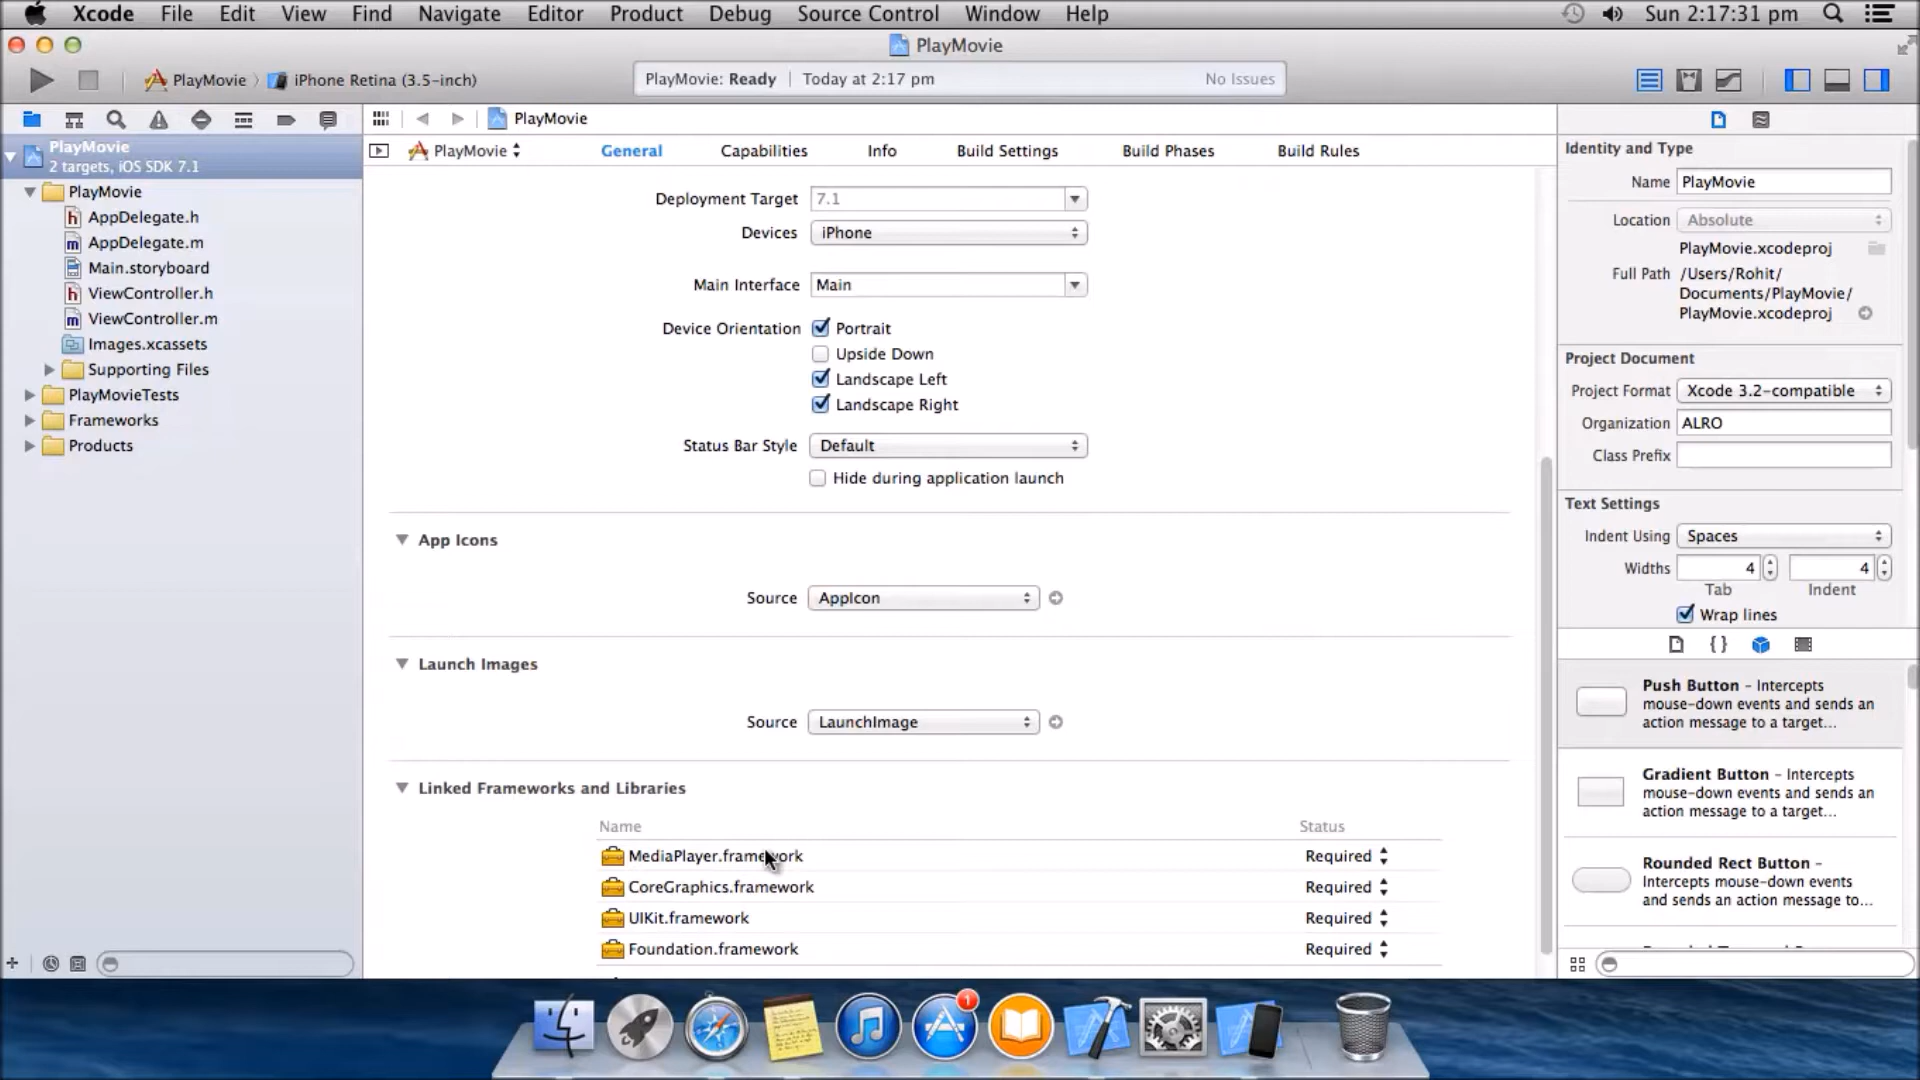 Xcode File Edit View Find Navigate Editor Product Debug Source Control Window Help Sun 2:17:31 pm
PlayMovie
PlayMovie iPhone Retina (3.5-inch) PlayMovie: Ready Today at 2:17 pm No Issues
PlayMovie
2 targets, iOS SDK 7.1
PlayMovie
AppDelegate.h
AppDelegate.m
Main.storyboard
ViewController.h
ViewController.m
Images.xcassets
Supporting Files
PlayMovieTests
Frameworks
Products
PlayMovie
PlayMovie General Capabilities Info Build Settings Build Phases Build Rules
Deployment Target 7.1
Devices iPhone
Main Interface Main
Device Orientation Portrait
Upside Down
Landscape Left
Landscape Right
Status Bar Style Default
Hide during application launch
App Icons
Source AppIcon
Launch Images
Source LaunchImage
Linked Frameworks and Libraries
Name Status
MediaPlayer.framework Required
CoreGraphics.framework Required
UIKit.framework Required
Foundation.framework Required
Identity and Type
Name PlayMovie
Location Absolute
PlayMovie.xcodeproj
Full Path /Users/Rohit/
Documents/PlayMovie/
PlayMovie.xcodeproj
Project Document
Project Format Xcode 3.2-compatible
Organization ALRO
Class Prefix
Text Settings
Indent Using Spaces
Widths 4 4
Tab Indent
Wrap lines
{ }
Push Button - Intercepts
mouse-down events and sends an
action message to a target...
Gradient Button - Intercepts
mouse-down events and sends an
action message to a target...
Rounded Rect Button -
Intercepts mouse-down events
and sends an action message to...
1